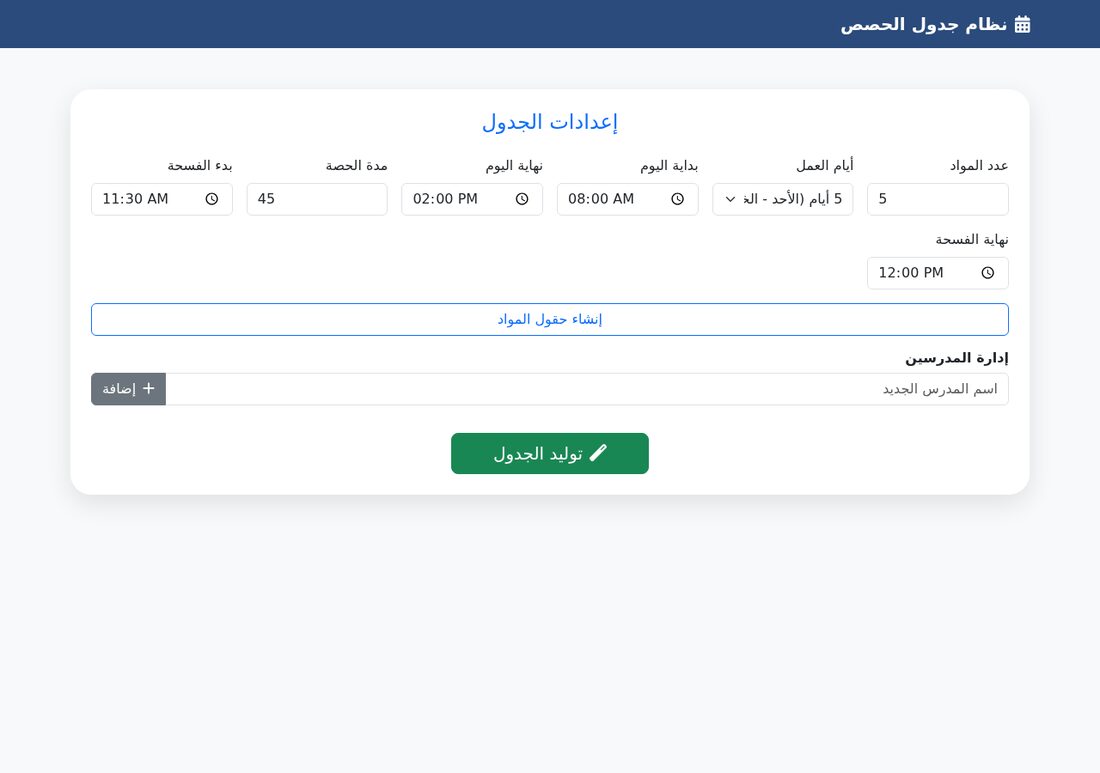 نظام جدول الحصص
إعدادات الجدول
عدد المواد
5
أيام العمل
5 أيام (الأحد - الخ
بداية اليوم
08:00 AM
نهاية اليوم
02:00 PM
مدة الحصة
45
بدء الفسحة
11:30 AM
نهاية الفسحة
12:00 PM
إنشاء حقول المواد
إدارة المدرسين
اسم المدرس الجديد
إضافة
توليد الجدول